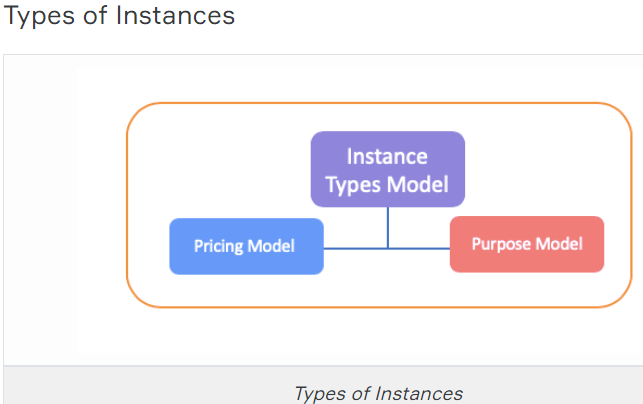 Types of Instances
Instance
Types Model
Pricing Model
Purpose Model
Types of Instances